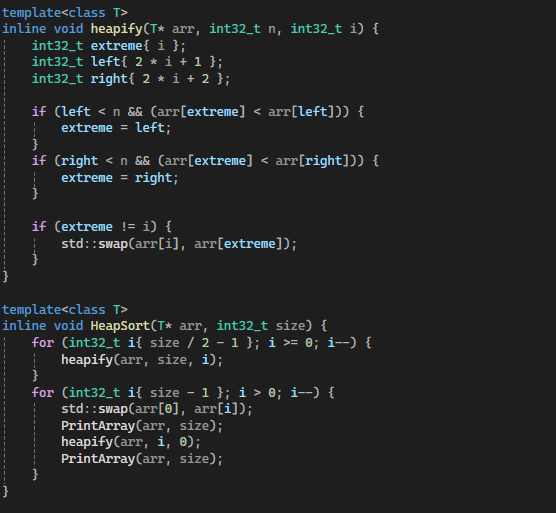 template<class T>
inline void heapify(T* arr, int32_t n, int32_t i) {
    int32_t extreme{ i };
    int32_t left{ 2 * i + 1 };
    int32_t right{ 2 * i + 2 };

    if (left < n && (arr[extreme] < arr[left])) {
        extreme = left;
    }
    if (right < n && (arr[extreme] < arr[right])) {
        extreme = right;
    }

    if (extreme != i) {
        std::swap(arr[i], arr[extreme]);
    }
}

template<class T>
inline void HeapSort(T* arr, int32_t size) {
    for (int32_t i{ size / 2 - 1 }; i >= 0; i--) {
        heapify(arr, size, i);
    }
    for (int32_t i{ size - 1 }; i > 0; i--) {
        std::swap(arr[0], arr[i]);
        PrintArray(arr, size);
        heapify(arr, i, 0);
        PrintArray(arr, size);
    }
}